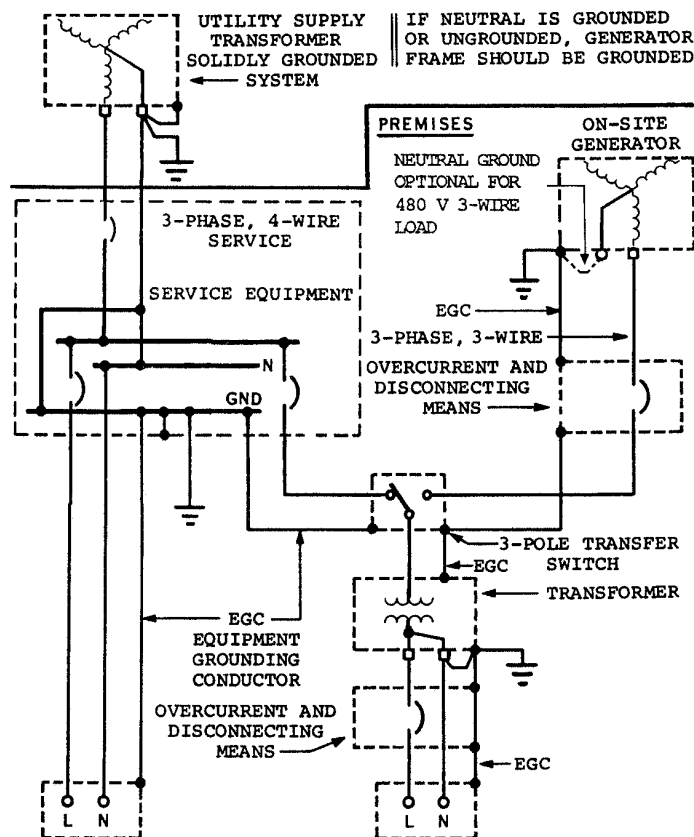 UTILITY SUPPLY
TRANSFORMER
SOLIDLY GROUNDED
SYSTEM
IF NEUTRAL IS GROUNDED
OR UNGROUNDED, GENERATOR
FRAME SHOULD BE GROUNDED
PREMISES
ON-SITE
GENERATOR
NEUTRAL GROUND
OPTIONAL FOR
480 V 3-WIRE
LOAD
3-PHASE, 4-WIRE
SERVICE
SERVICE EQUIPMENT
EGC
3-PHASE, 3-WIRE
N
OVERCURRENT AND
DISCONNECTING
MEANS
GND
3-POLE TRANSFER
SWITCH
EGC
TRANSFORMER
EGC
EQUIPMENT
GROUNDING
CONDUCTOR
OVERCURRENT AND
DISCONNECTING
MEANS
EGC
L N
L N